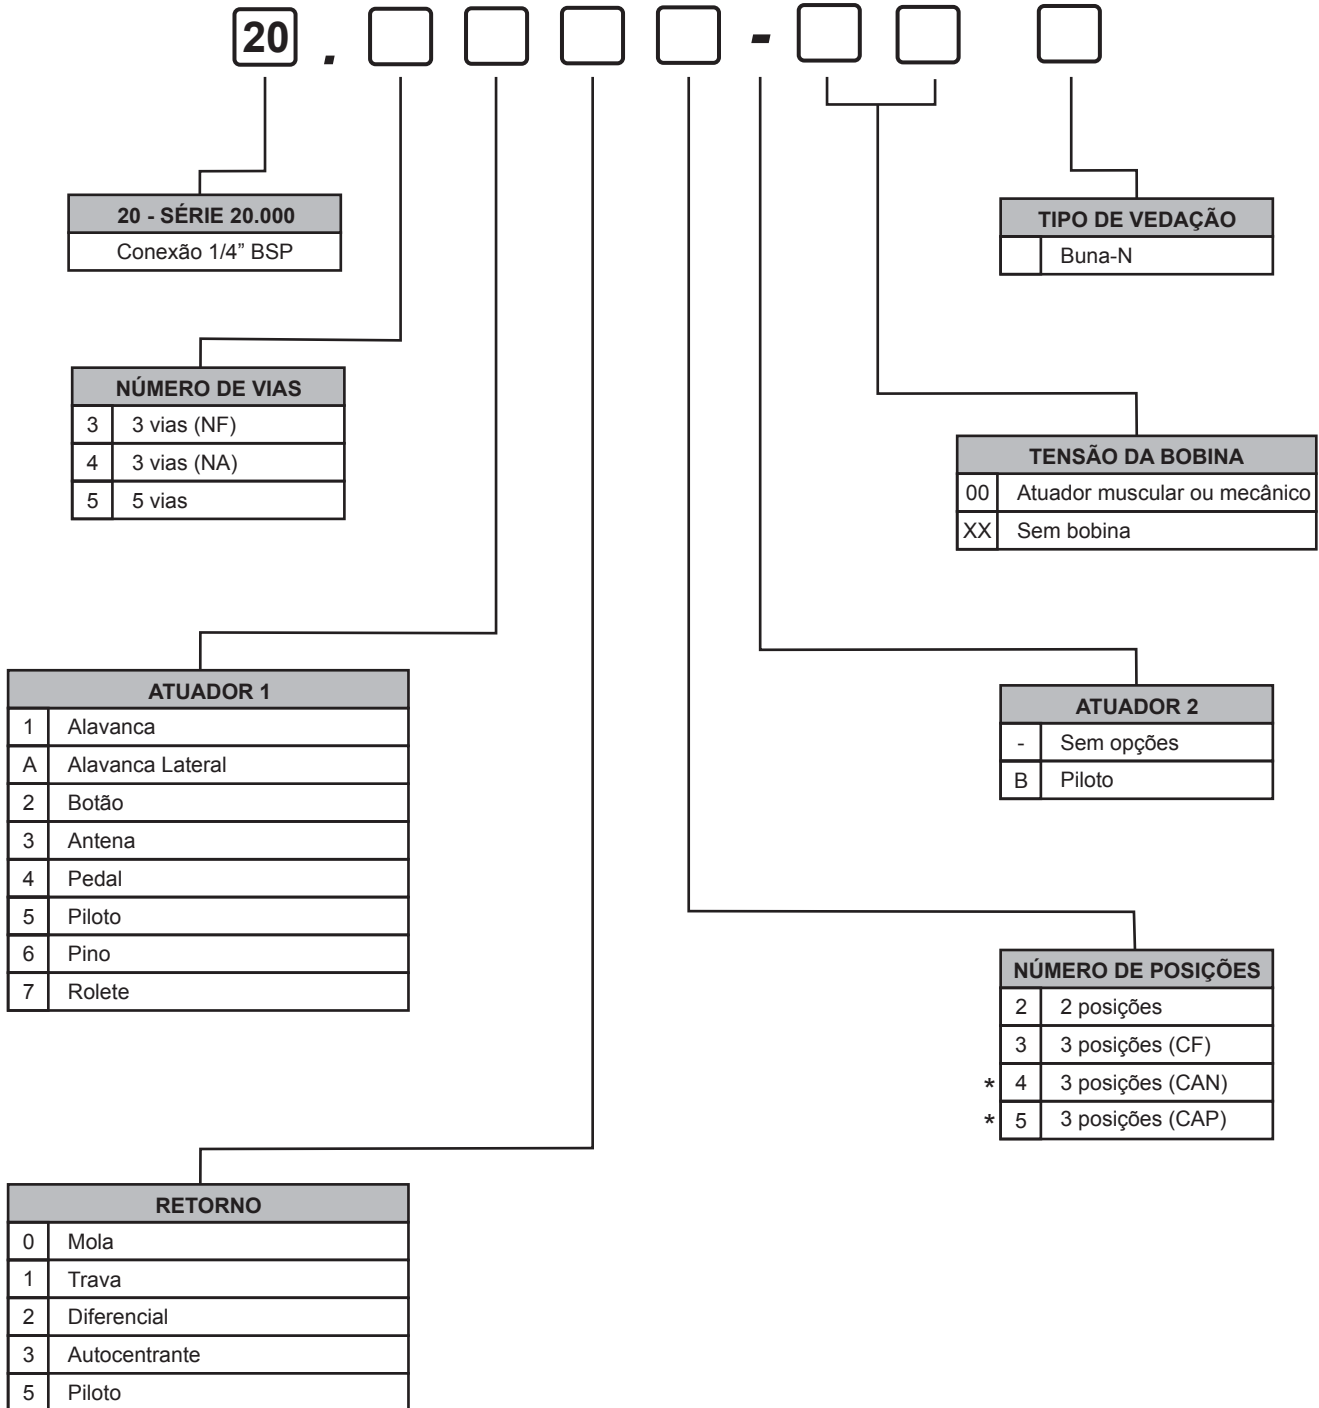 20 . -
20 - SÉRIE 20.000
Conexão 1/4” BSP
TIPO DE VEDAÇÃO
Buna-N
NÚMERO DE VIAS
3 3 vias (NF)
4 3 vias (NA)
5 5 vias
TENSÃO DA BOBINA
00 Atuador muscular ou mecânico
XX Sem bobina
ATUADOR 1
1 Alavanca
A Alavanca Lateral
2 Botão
3 Antena
4 Pedal
5 Piloto
6 Pino
7 Rolete
ATUADOR 2
- Sem opções
B Piloto
NÚMERO DE POSIÇÕES
2 2 posições
3 3 posições (CF)
* 4 3 posições (CAN)
* 5 3 posições (CAP)
RETORNO
0 Mola
1 Trava
2 Diferencial
3 Autocentrante
5 Piloto